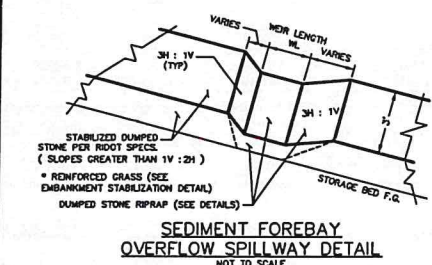 VARIES
WEIR LENGTH
WL
VARIES
3H : 1V
(TYP)
3H : 1V
3'
STABILIZED DUMPED
STONE PER RIDOT SPECS.
( SLOPES GREATER THAN 1V :2H )
* REINFORCED GRASS (SEE
EMBANKMENT STABILIZATION DETAIL)
DUMPED STONE RIPRAP (SEE DETAILS)
STORAGE BED F.G.
SEDIMENT FOREBAY
OVERFLOW SPILLWAY DETAIL
NOT TO SCALE